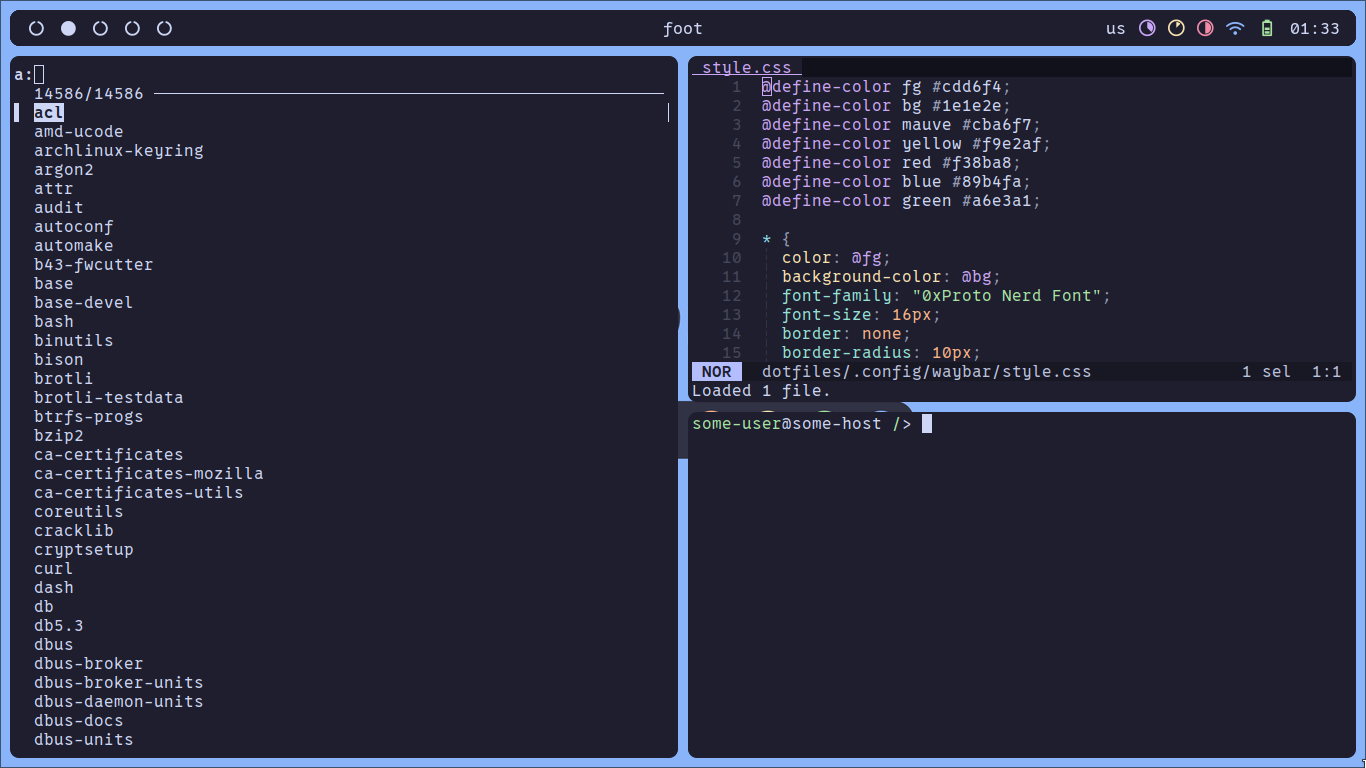 foot
us
01:33
a:
14586/14586
acl
amd-ucode
archlinux-keyring
argon2
attr
audit
autoconf
automake
b43-fwcutter
base
base-devel
bash
binutils
bison
brotli
brotli-testdata
btrfs-progs
bzip2
ca-certificates
ca-certificates-mozilla
ca-certificates-utils
coreutils
cracklib
cryptsetup
curl
dash
db
db5.3
dbus
dbus-broker
dbus-broker-units
dbus-daemon-units
dbus-docs
dbus-units
style.css
1 @define-color fg #cdd6f4;
2 @define-color bg #1e1e2e;
3 @define-color mauve #cba6f7;
4 @define-color yellow #f9e2af;
5 @define-color red #f38ba8;
6 @define-color blue #89b4fa;
7 @define-color green #a6e3a1;
8
9 * {
10 color: @fg;
11 background-color: @bg;
12 font-family: "0xProto Nerd Font";
13 font-size: 16px;
14 border: none;
15 border-radius: 10px;
NOR dotfiles/.config/waybar/style.css 1 sel 1:1
Loaded 1 file.
some-user@some-host />